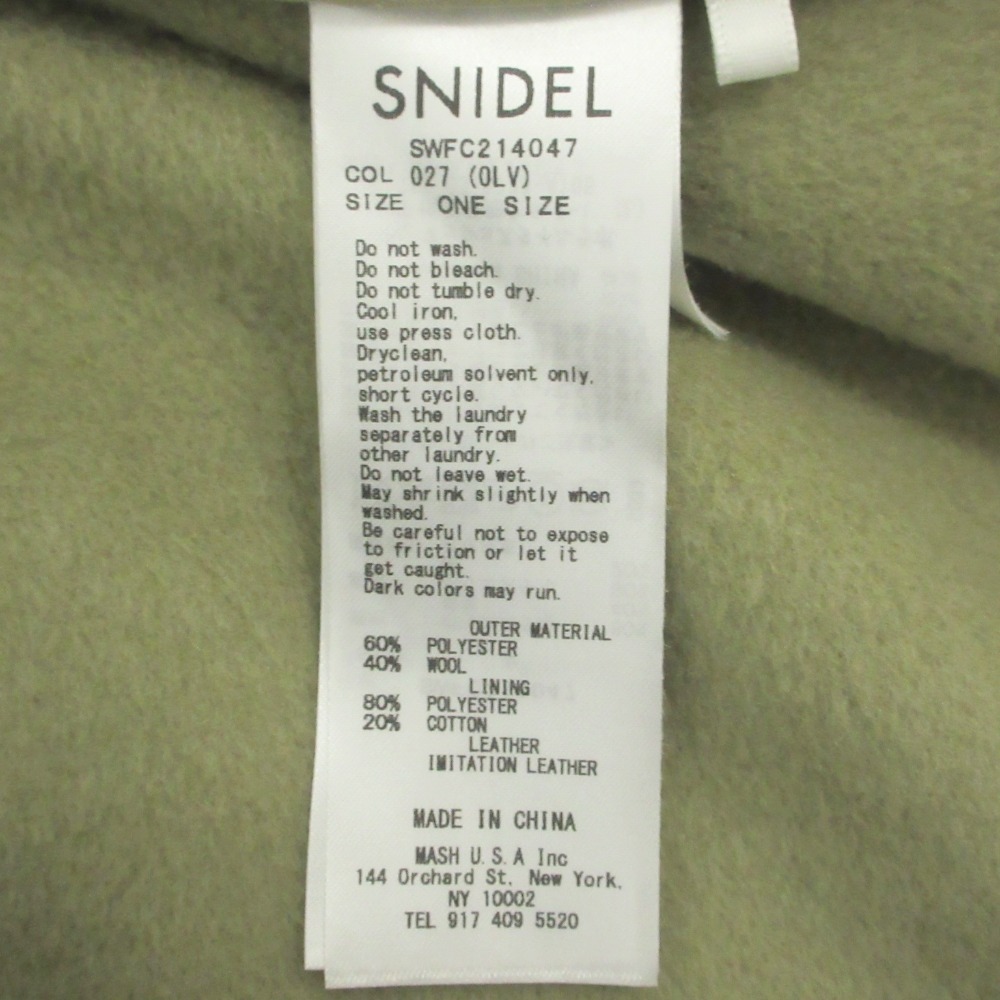 SNIDEL
SWFC214047
COL 027 (OLV)
SIZE ONE SIZE
Do not wash.
Do not bleach.
Do not tumble dry.
Cool iron,
use press cloth.
Dryclean,
petroleum solvent only,
short cycle.
Wash the laundry
separately from
other laundry.
Do not leave wet.
May shrink slightly when
washed.
Be careful not to expose
to friction or let it
get caught.
Dark colors may run.
OUTER MATERIAL
60% POLYESTER
40% WOOL
LINING
80% POLYESTER
20% COTTON
LEATHER
IMITATION LEATHER
MADE IN CHINA
MASH U.S.A Inc
144 Orchard St, New York,
NY 10002
TEL 917 409 5520